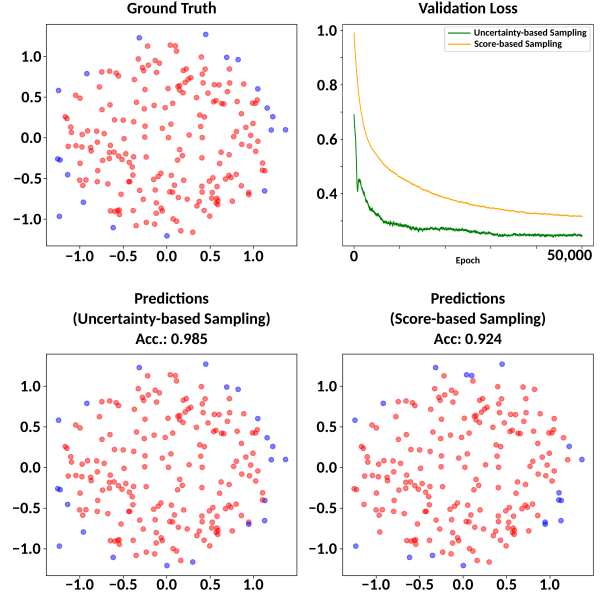 Ground Truth
1.0
0.5
0.0
−0.5
−1.0
−1.0 −0.5 0.0 0.5 1.0
Validation Loss
Uncertainty-based Sampling
Score-based Sampling
1.0
0.8
0.6
0.4
0 50,000
Epoch
Predictions
(Uncertainty-based Sampling)
Acc.: 0.985
1.0
0.5
0.0
−0.5
−1.0
−1.0 −0.5 0.0 0.5 1.0
Predictions
(Score-based Sampling)
Acc: 0.924
1.0
0.5
0.0
−0.5
−1.0
−1.0 −0.5 0.0 0.5 1.0